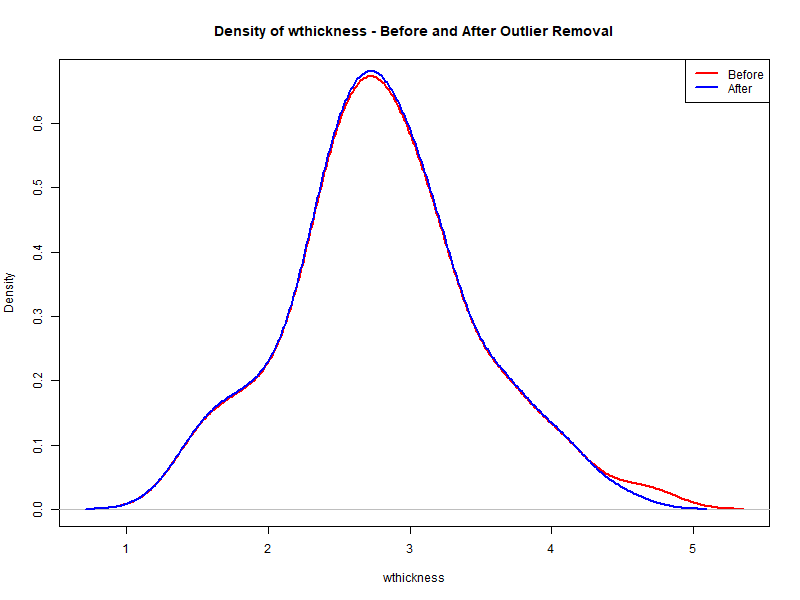 Density of wthickness - Before and After Outlier Removal
Before
After
Density
0.0
0.1
0.2
0.3
0.4
0.5
0.6
1
2
3
4
5
wthickness